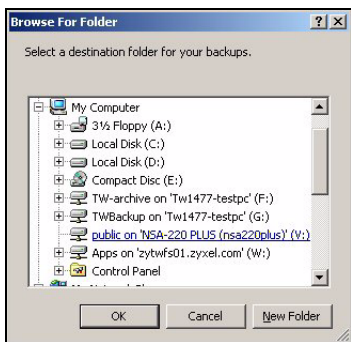 Browse For Folder
Select a destination folder for your backups.
My Computer
3½ Floppy (A:)
Local Disk (C:)
Local Disk (D:)
Compact Disc (E:)
TW-archive on 'Tw1477-testpc' (F:)
TWBackup on 'Tw1477-testpc' (G:)
public on 'NSA-220 PLUS (nsa220plus)' (V:)
Apps on 'zytwfs01.zyxel.com' (W:)
Control Panel
OK Cancel New Folder